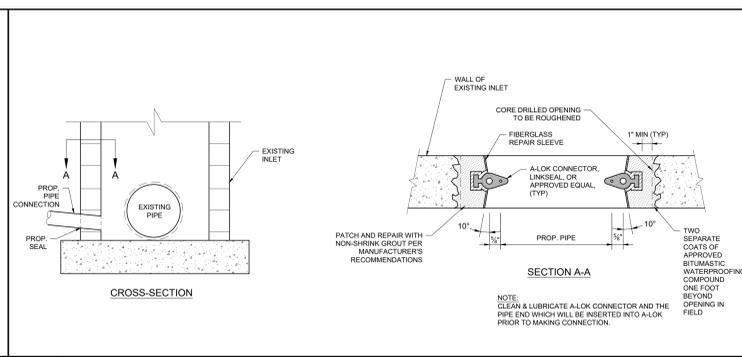 A
A
EXISTING
INLET
PROP.
PIPE
CONNECTION
EXISTING
PIPE
PROP.
SEAL
CROSS-SECTION
WALL OF
EXISTING INLET
CORE DRILLED OPENING
TO BE ROUGHENED
1" MIN (TYP)
FIBERGLASS
REPAIR SLEEVE
A-LOK CONNECTOR,
LINKSEAL, OR
APPROVED EQUAL,
(TYP)
10°
10°
PATCH AND REPAIR WITH
NON-SHRINK GROUT PER
MANUFACTURER'S
RECOMMENDATIONS
PROP. PIPE
TWO
SEPARATE
COATS OF
APPROVED
BITUMASTIC
WATERPROOFING
COMPOUND
ONE FOOT
BEYOND
OPENING IN
FIELD
SECTION A-A
NOTE:
CLEAN & LUBRICATE A-LOK CONNECTOR AND THE
PIPE END WHICH WILL BE INSERTED INTO A-LOK
PRIOR TO MAKING CONNECTION.